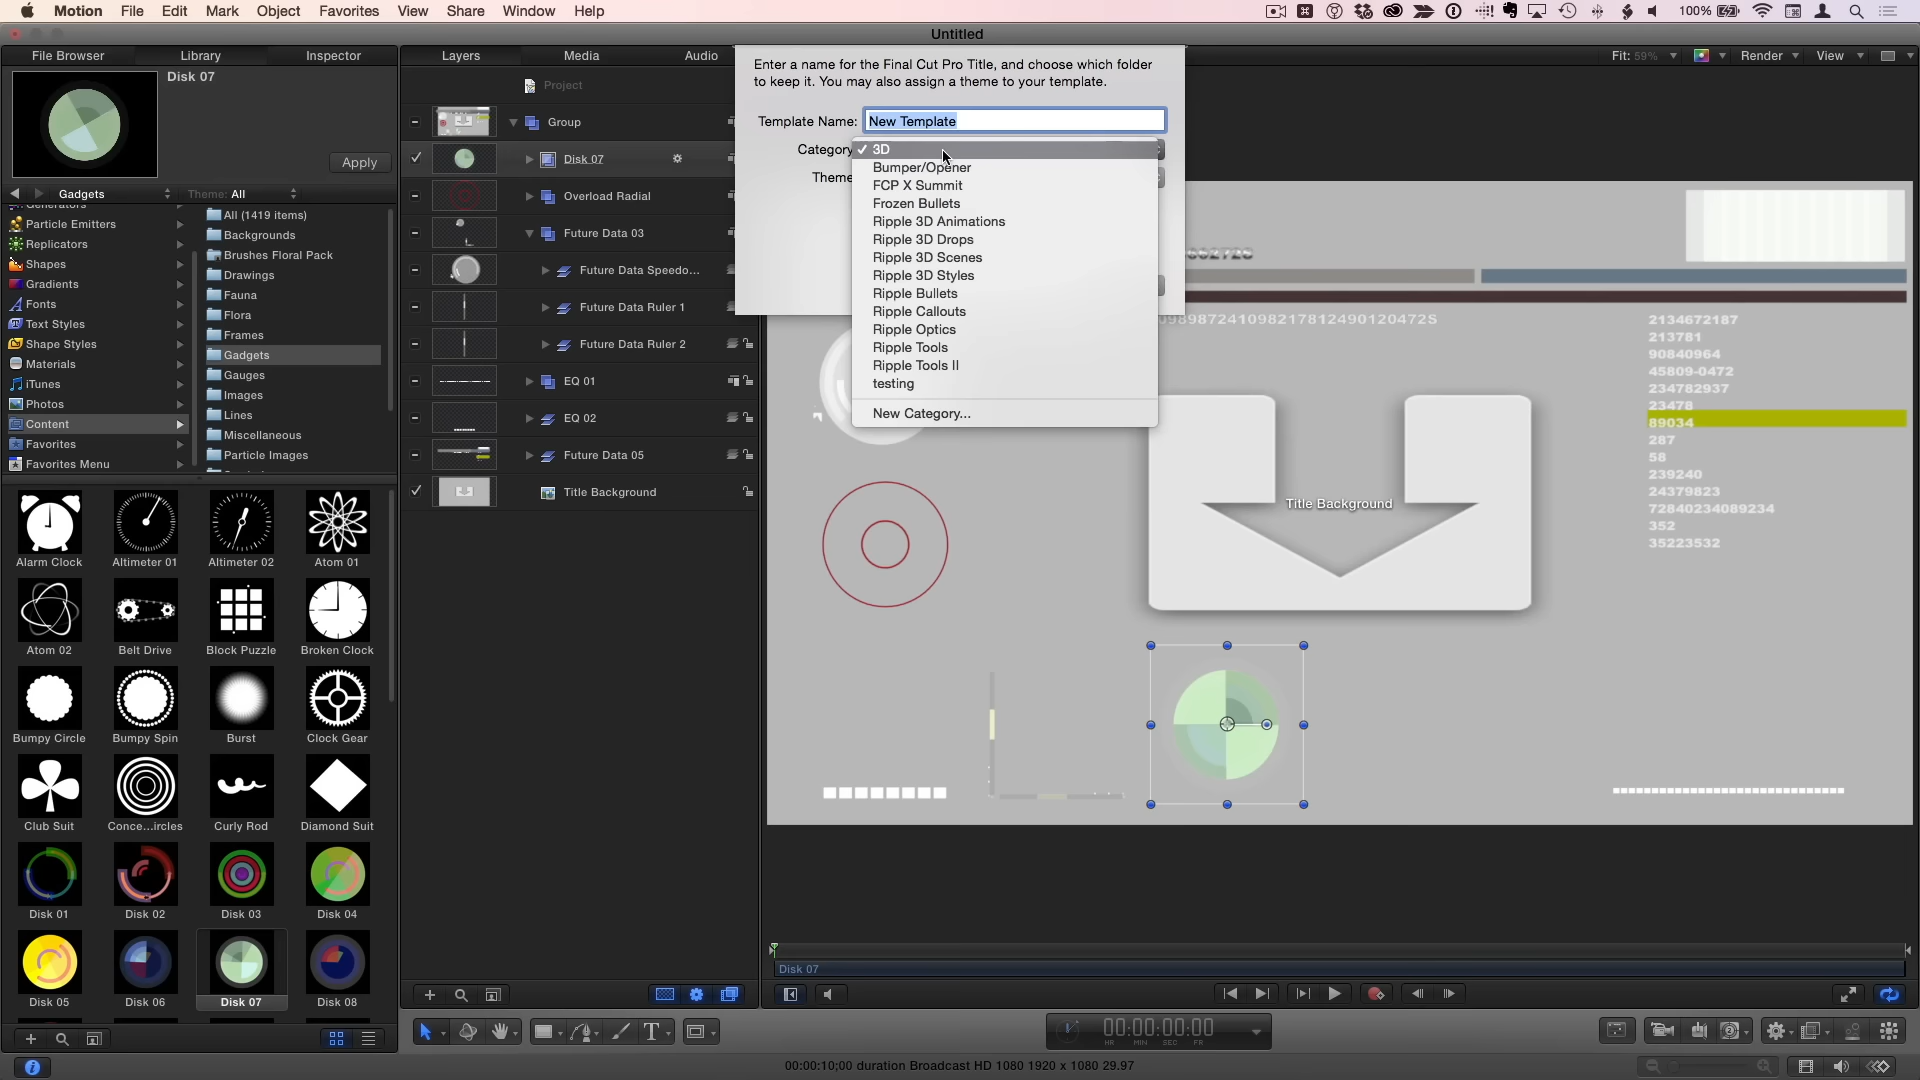 Motion File Edit Mark Object Favorites View Share Window Help
100%
Untitled
File Browser Library Inspector
Layers Media Audio
Fit: 59% Render View
Disk 07
Apply
Gadgets
Theme: All
Generators
Particle Emitters
Replicators
Shapes
Gradients
Fonts
Text Styles
Shape Styles
Materials
iTunes
Photos
Content
Favorites
Favorites Menu
All (1419 items)
Backgrounds
Brushes Floral Pack
Drawings
Fauna
Flora
Frames
Gadgets
Gauges
Images
Lines
Miscellaneous
Particle Images
Alarm Clock
Altimeter 01
Altimeter 02
Atom 01
Atom 02
Belt Drive
Block Puzzle
Broken Clock
Bumpy Circle
Bumpy Spin
Burst
Clock Gear
Club Suit
Conce...ircles
Curly Rod
Diamond Suit
Disk 01
Disk 02
Disk 03
Disk 04
Disk 05
Disk 06
Disk 07
Disk 08
Project
Group
Disk 07
Overload Radial
Future Data 03
Future Data Speedo...
Future Data Ruler 1
Future Data Ruler 2
EQ 01
EQ 02
Future Data 05
Title Background
Enter a name for the Final Cut Pro Title, and choose which folder
to keep it. You may also assign a theme to your template.
Template Name: New Template
Category
Theme
✓ 3D
Bumper/Opener
FCP X Summit
Frozen Bullets
Ripple 3D Animations
Ripple 3D Drops
Ripple 3D Scenes
Ripple 3D Styles
Ripple Bullets
Ripple Callouts
Ripple Optics
Ripple Tools
Ripple Tools II
testing
New Category...
2134672187
213781
90840964
45809-0472
234782937
23478
89034
287
58
239240
24379823
72840234089234
352
35223532
Title Background
Disk 07
00:00:00:00
HR MIN SEC FR
00:00:10;00 duration Broadcast HD 1080 1920 x 1080 29.97